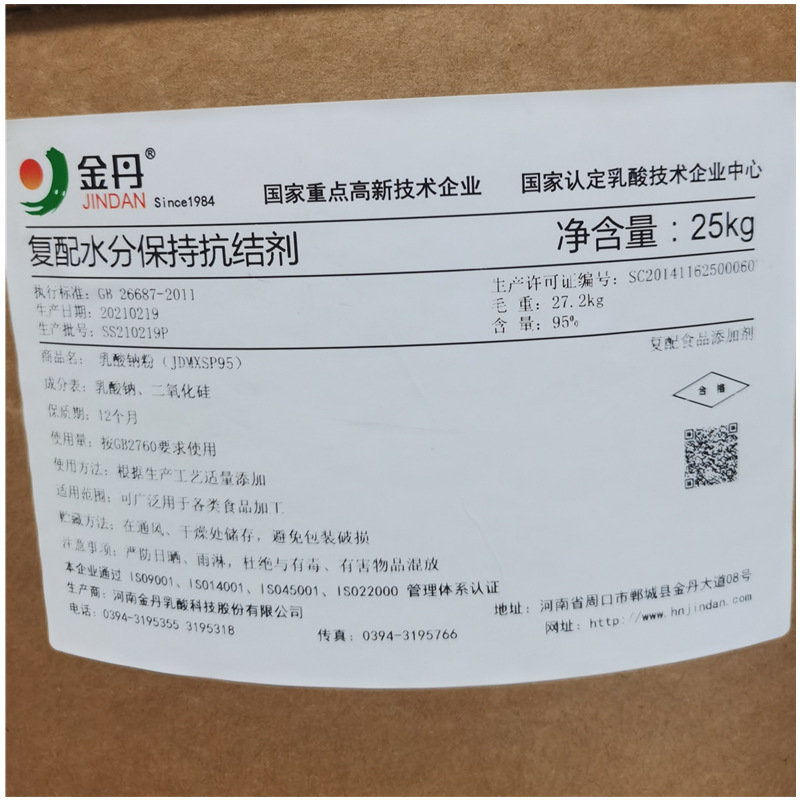 金丹®
JINDAN Since1984
国家重点高新技术企业 国家认定乳酸技术企业中心
复配水分保持抗结剂 净含量：25kg
执行标准：GB 26687-2011
生产日期：20210219
生产批号：SS210219P
生产许可证编号：SC20141162500060
毛 重：27.2kg
含 量：95%
复配食品添加剂
商品名：乳酸钠粉（JDMXSP95）
成分表：乳酸钠、二氧化硅
保质期：12个月
合 格
使用量：按GB2760要求使用
使用方法：根据生产工艺适量添加
适用范围：可广泛用于各类食品加工
贮藏方法：在通风、干燥处储存，避免包装破损
注意事项：严防日晒、雨淋，杜绝与有毒、有害物品混放
本企业通过 ISO9001、ISO14001、ISO45001、ISO22000 管理体系认证
生产商：河南金丹乳酸科技股份有限公司 地址：河南省周口市郸城县金丹大道08号
电话：0394-3195355 3195318 传真：0394-3195766 网址：http://www.hnjindan.com